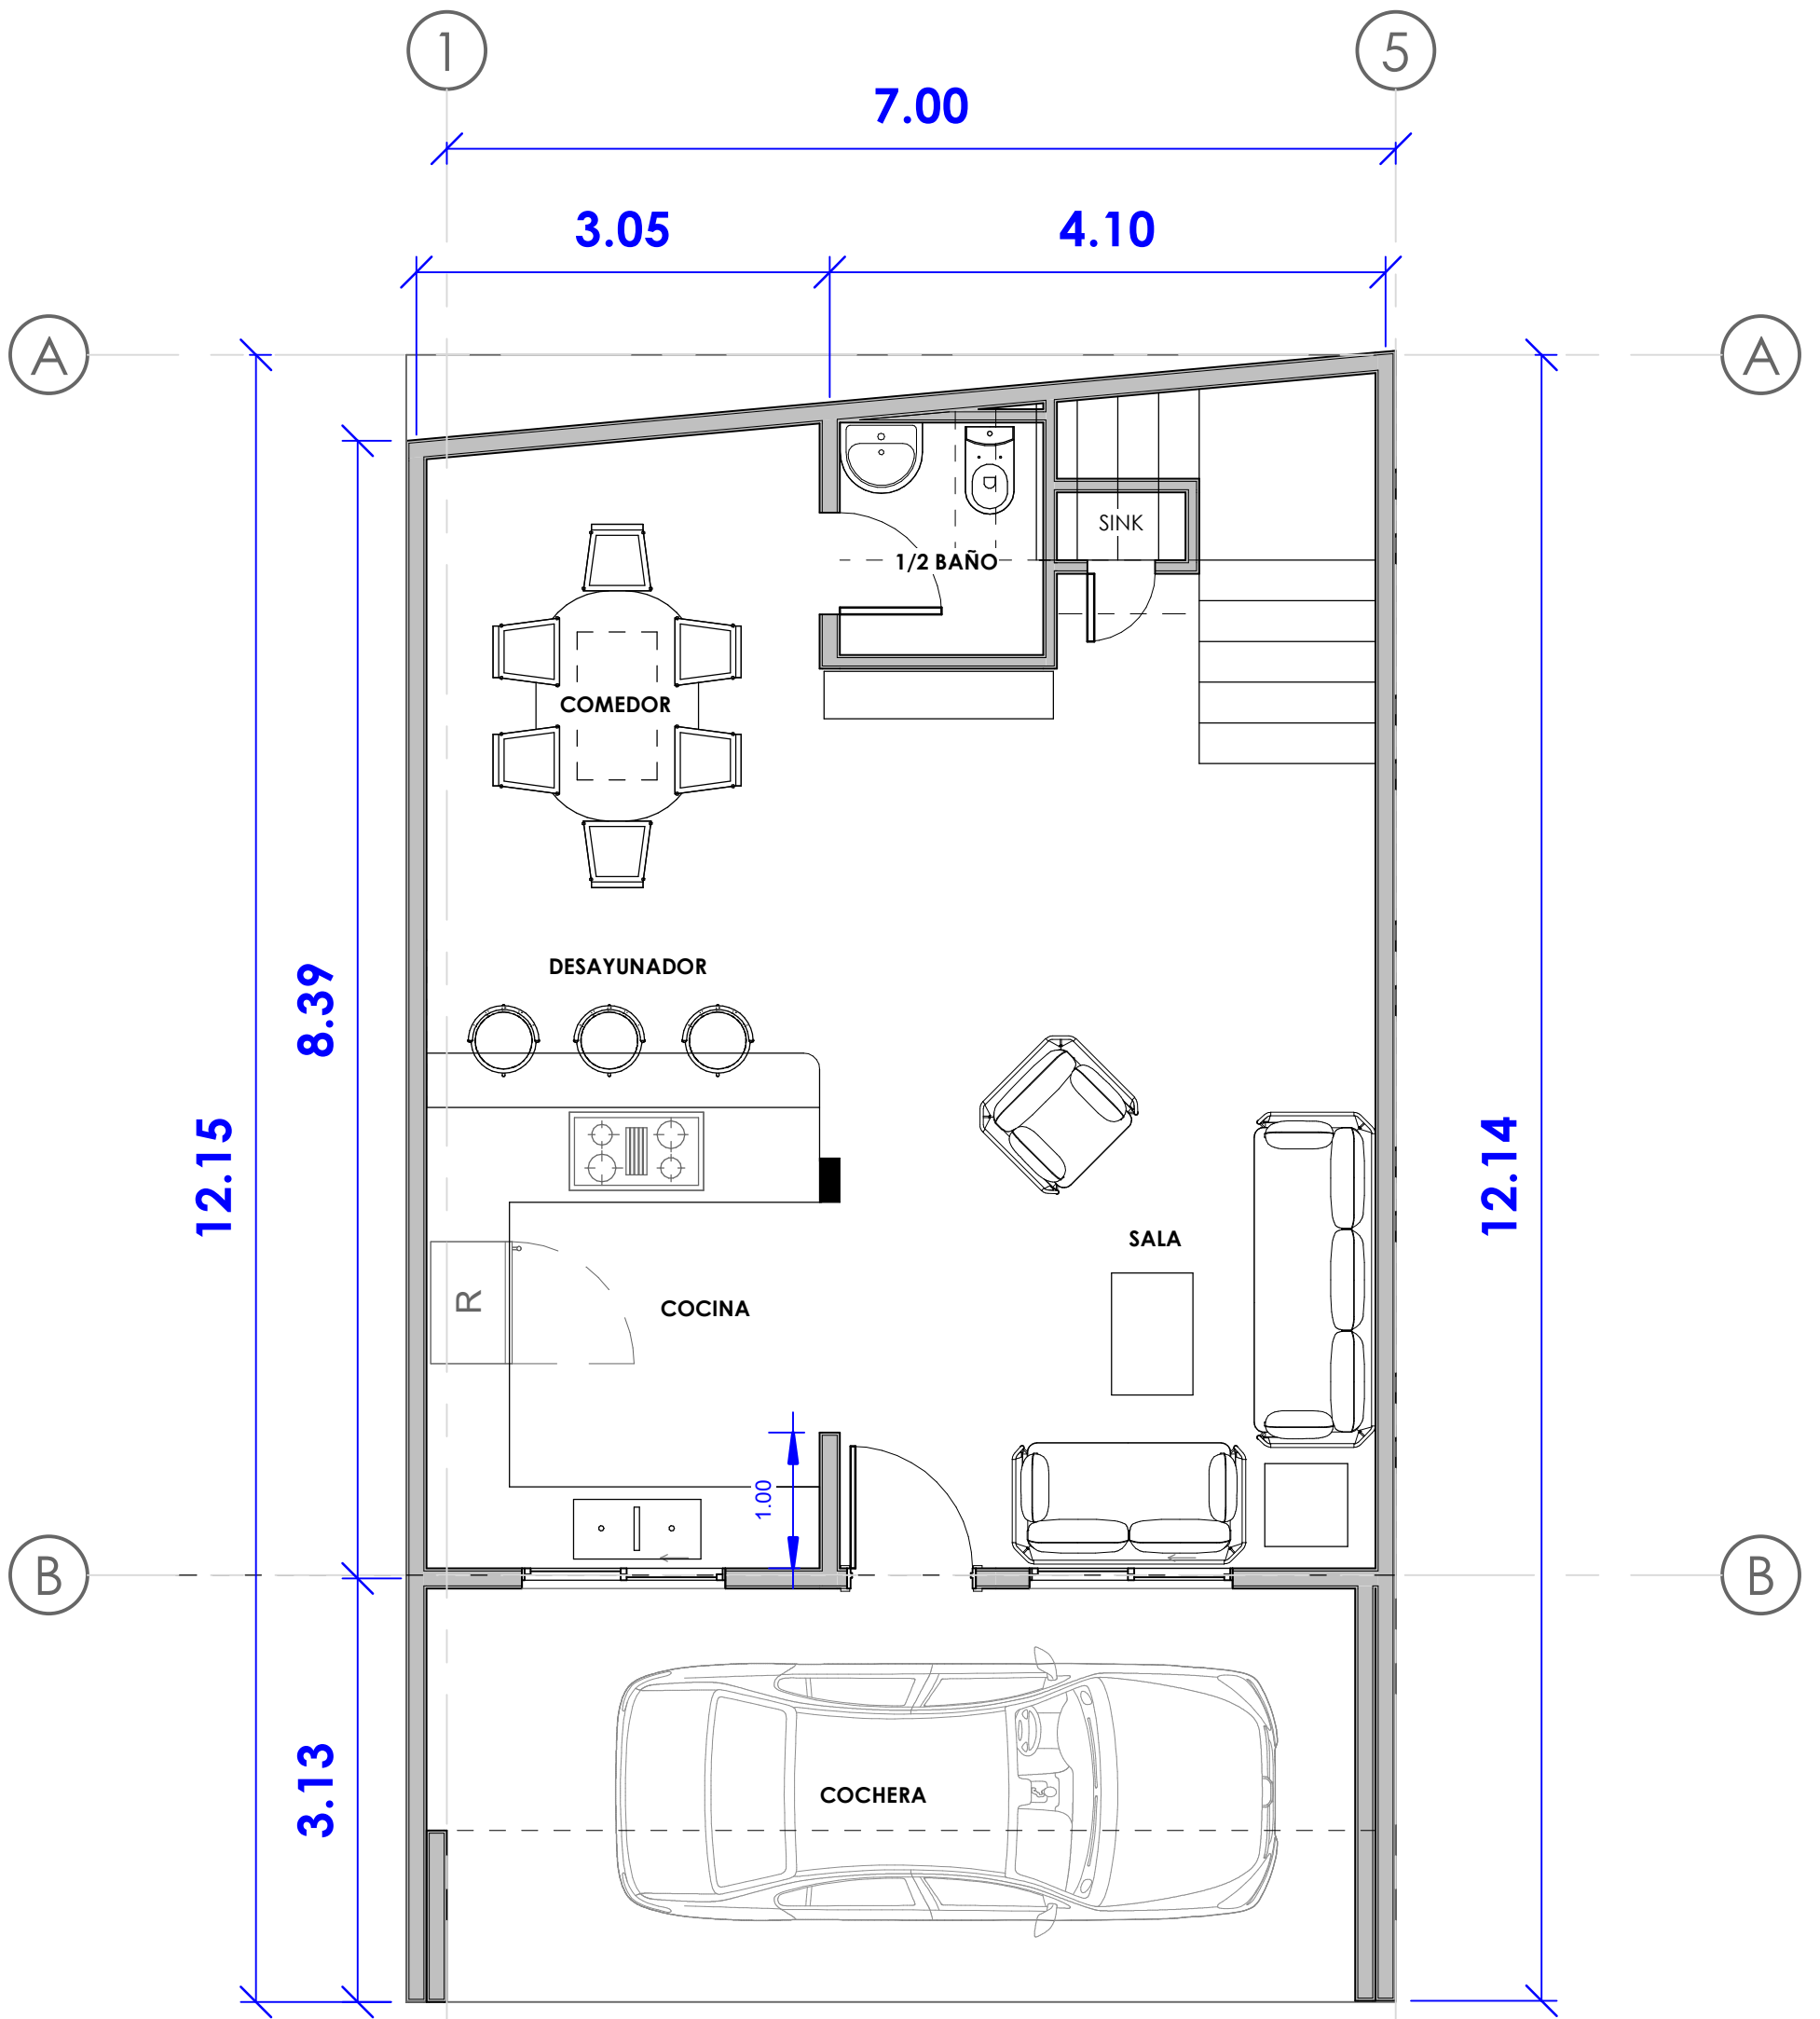 1
5
7.00
3.05
4.10
A
A
SINK
1/2 BAÑO
COMEDOR
DESAYUNADOR
8.39
12.15
12.14
SALA
R
COCINA
1.00
B
B
3.13
COCHERA